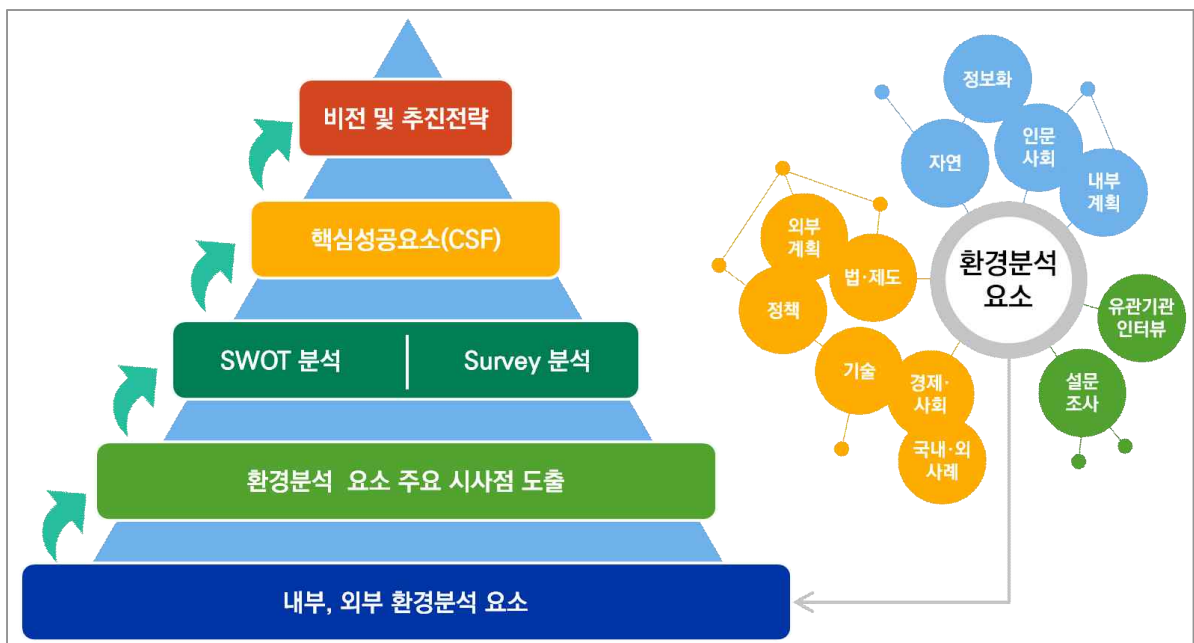 비전 및 추진전략
핵심성공요소(CSF)
SWOT 분석
Survey 분석
환경분석 요소 주요 시사점 도출
내부, 외부 환경분석 요소
정보화
인문
사회
자연
내부
계획
외부
계획
법·제도
정책
기술
경제·
사회
국내·외
사례
환경분석
요소
유관기관
인터뷰
설문
조사